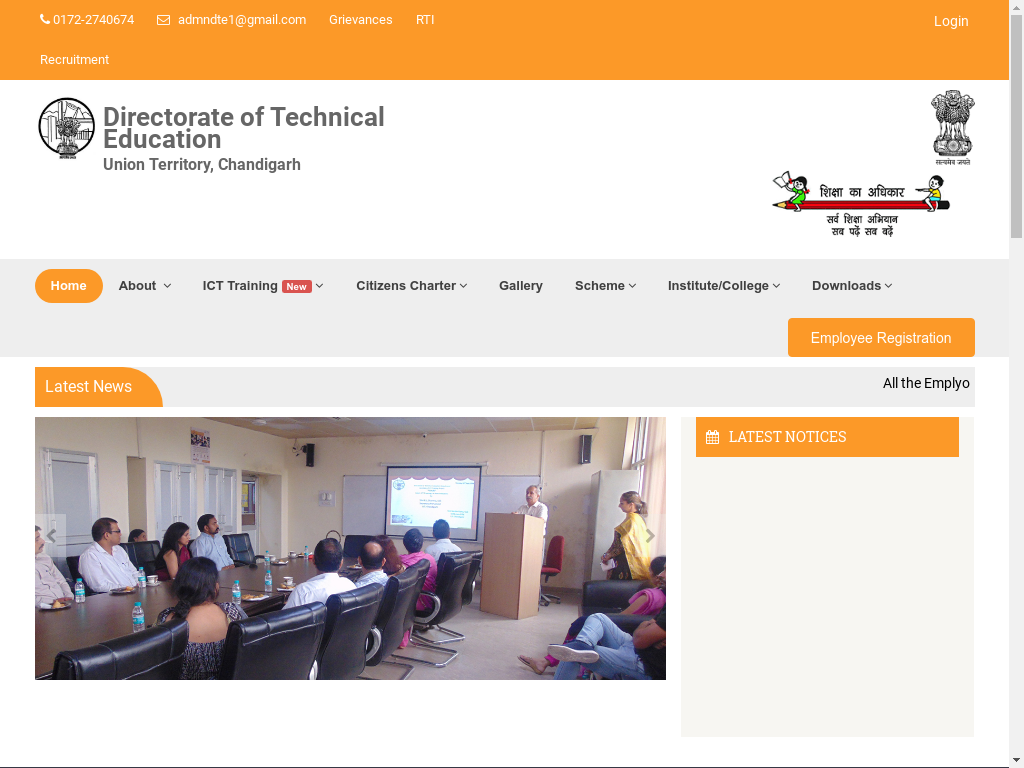 0172-2740674 admndte1@gmail.com Grievances RTI Login
Recruitment
Directorate of Technical
Education
Union Territory, Chandigarh
सत्यमेव जयते
शिक्षा का अधिकार
सर्व शिक्षा अभियान
सब पढ़ें सब बढ़ें
Home About ICT Training New Citizens Charter Gallery Scheme Institute/College Downloads
Employee Registration
Latest News All the Emplyo
LATEST NOTICES